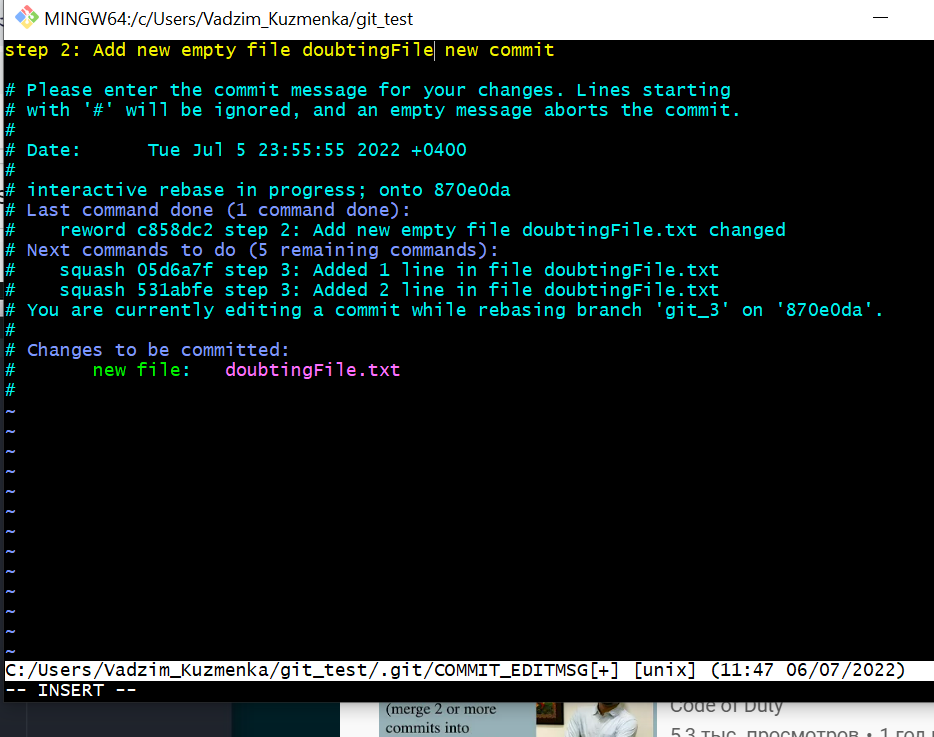 MINGW64:/c/Users/Vadzim_Kuzmenka/git_test
step 2: Add new empty file doubtingFile new commit
# Please enter the commit message for your changes. Lines starting
# with '#' will be ignored, and an empty message aborts the commit.
#
# Date:      Tue Jul 5 23:55:55 2022 +0400
#
# interactive rebase in progress; onto 870e0da
# Last command done (1 command done):
#    reword c858dc2 step 2: Add new empty file doubtingFile.txt changed
# Next commands to do (5 remaining commands):
#    squash 05d6a7f step 3: Added 1 line in file doubtingFile.txt
#    squash 531abfe step 3: Added 2 line in file doubtingFile.txt
# You are currently editing a commit while rebasing branch 'git_3' on '870e0da'.
#
# Changes to be committed:
#       new file:   doubtingFile.txt
#
~
~
~
~
~
~
~
~
~
~
~
~
~
C:/Users/Vadzim_Kuzmenka/git_test/.git/COMMIT_EDITMSG[+] [unix] (11:47 06/07/2022)
-- INSERT --
(merge 2 or more
commits into
Code of Duty
5,3 тыс. просмотров • 1 год